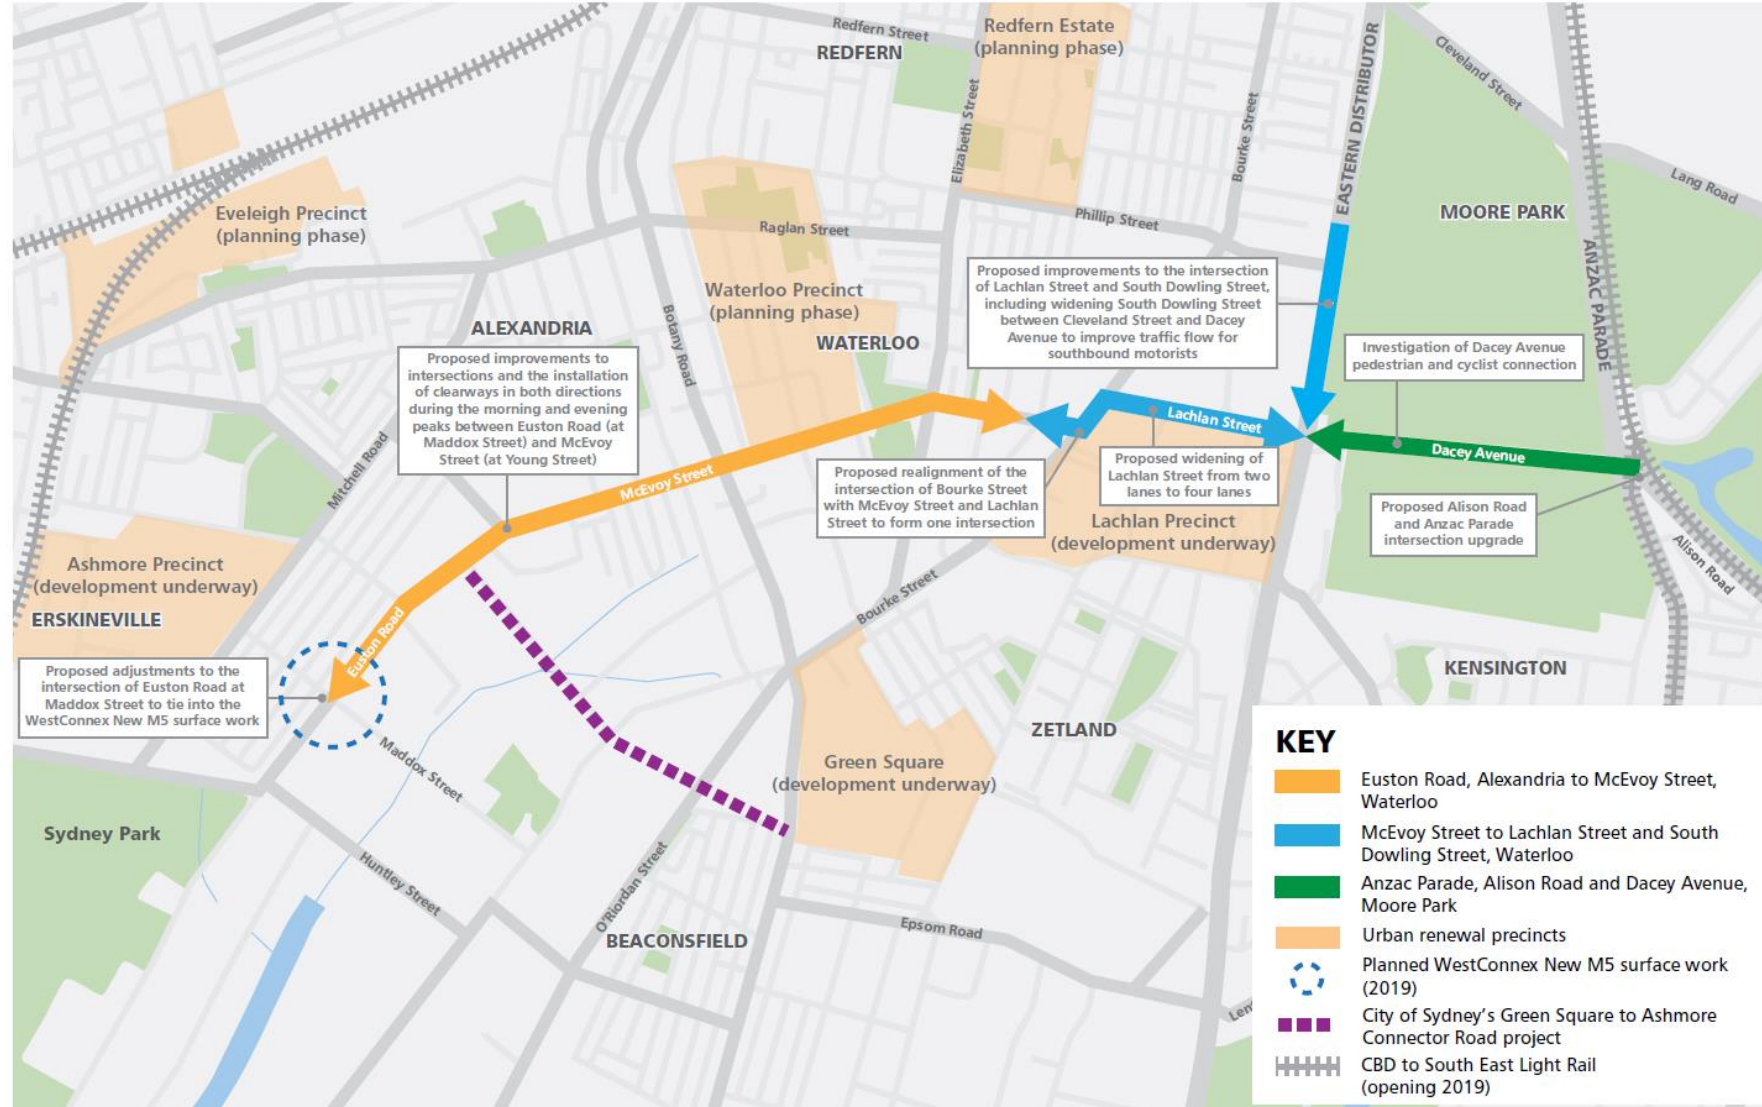 Redfern Street
REDFERN
Redfern Estate
(planning phase)
Elizabeth Street
Bourke Street
EASTERN DISTRIBUTOR
Cleveland Street
Lang Road
MOORE PARK
ANZAC PARADE
Phillip Street
Eveleigh Precinct
(planning phase)
Raglan Street
Waterloo Precinct
(planning phase)
WATERLOO
Botany Road
ALEXANDRIA
Proposed improvements to
intersections and the installation
of clearways in both directions
during the morning and evening
peaks between Euston Road (at
Maddox Street) and McEvoy
Street (at Young Street)
Proposed improvements to the intersection
of Lachlan Street and South Dowling Street,
including widening South Dowling Street
between Cleveland Street and Dacey
Avenue to improve traffic flow for
southbound motorists
Investigation of Dacey Avenue
pedestrian and cyclist connection
Lachlan Street
Dacey Avenue
McEvoy Street
Mitchell Road
Proposed realignment of the
intersection of Bourke Street
with McEvoy Street and Lachlan
Street to form one intersection
Proposed widening of
Lachlan Street from two
lanes to four lanes
Proposed Alison Road
and Anzac Parade
intersection upgrade
Alison Road
Lachlan Precinct
(development underway)
Ashmore Precinct
(development underway)
ERSKINEVILLE
Bourke Street
Euston Road
Proposed adjustments to the
intersection of Euston Road at
Maddox Street to tie into the
WestConnex New M5 surface work
KENSINGTON
ZETLAND
Maddox Street
Green Square
(development underway)
Sydney Park
Huntley Street
O'Riordan Street
BEACONSFIELD
Epsom Road
Len
KEY
Euston Road, Alexandria to McEvoy Street,
Waterloo
McEvoy Street to Lachlan Street and South
Dowling Street, Waterloo
Anzac Parade, Alison Road and Dacey Avenue,
Moore Park
Urban renewal precincts
Planned WestConnex New M5 surface work
(2019)
City of Sydney's Green Square to Ashmore
Connector Road project
CBD to South East Light Rail
(opening 2019)